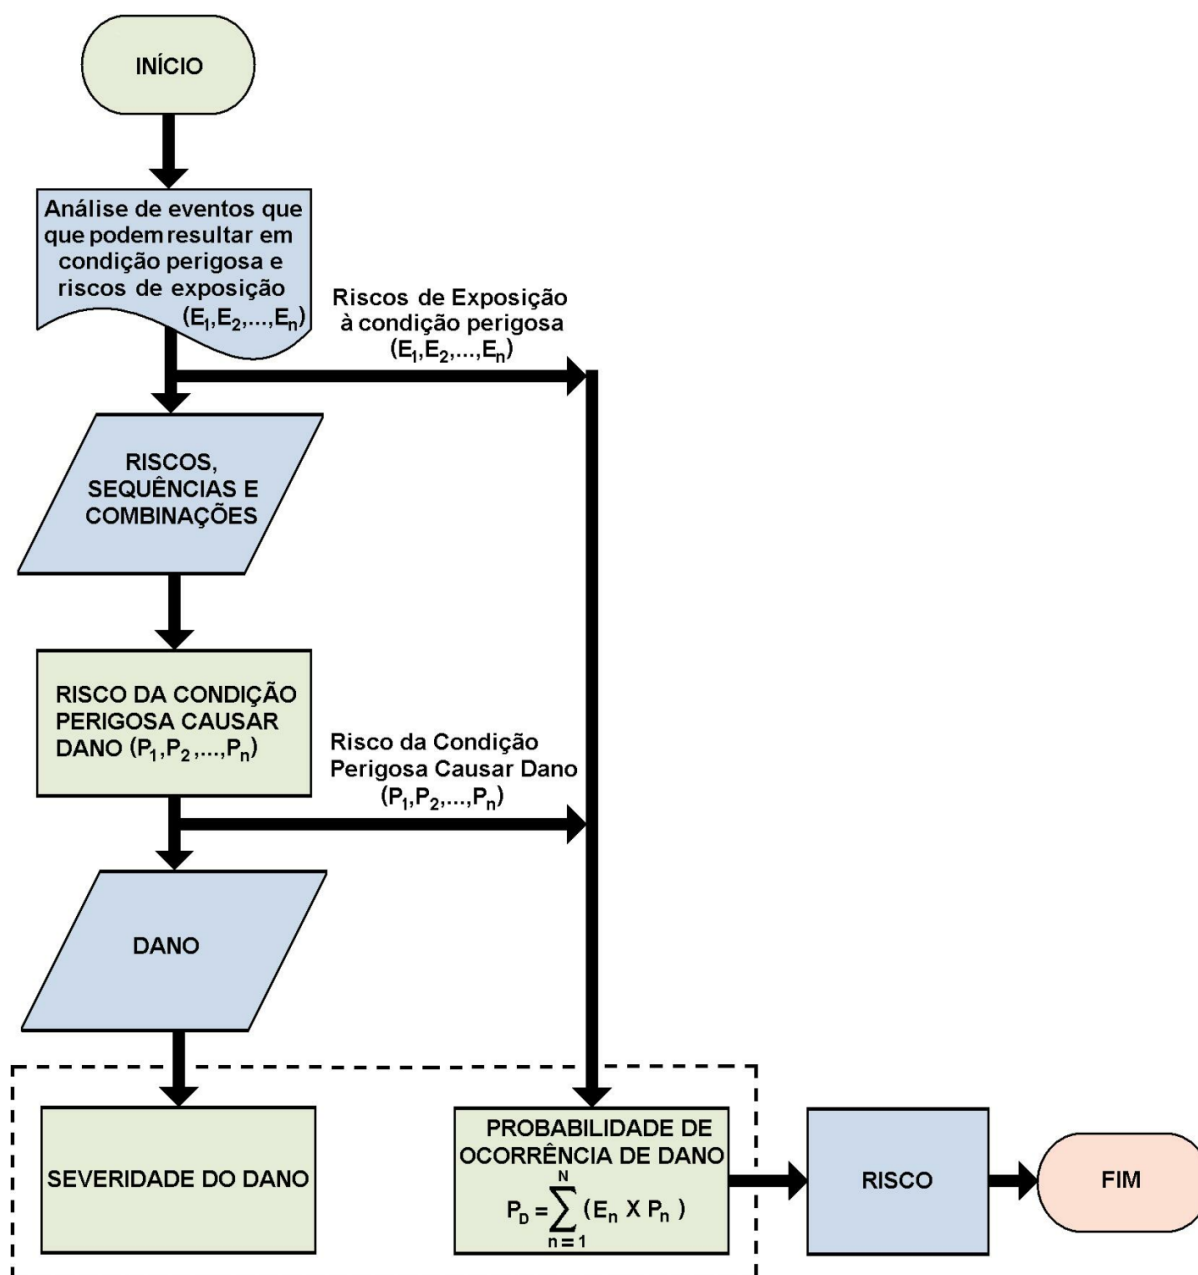 INÍCIO
Análise de eventos que
que podem resultar em
condição perigosa e
riscos de exposição
(E₁,E₂,...,Eₙ)
Riscos de Exposição
à condição perigosa
(E₁,E₂,...,Eₙ)
RISCOS,
SEQUÊNCIAS E
COMBINAÇÕES
RISCO DA CONDIÇÃO
PERIGOSA CAUSAR
DANO (P₁,P₂,...,Pₙ)
Risco da Condição
Perigosa Causar Dano
(P₁,P₂,...,Pₙ)
DANO
SEVERIDADE DO DANO
PROBABILIDADE DE
OCORRÊNCIA DE DANO
N
P_D = ∑ (Eₙ X Pₙ )
n = 1
RISCO
FIM